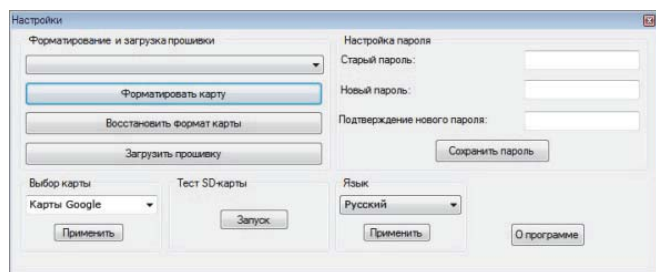 Настройки
Форматирование и загрузка прошивки
Форматировать карту
Восстановить формат карты
Загрузить прошивку
Настройка пароля
Старый пароль:
Новый пароль:
Подтверждение нового пароля:
Сохранить пароль
Выбор карты
Карты Google
Применить
Тест SD-карты
Запуск
Язык
Русский
Применить
О программе